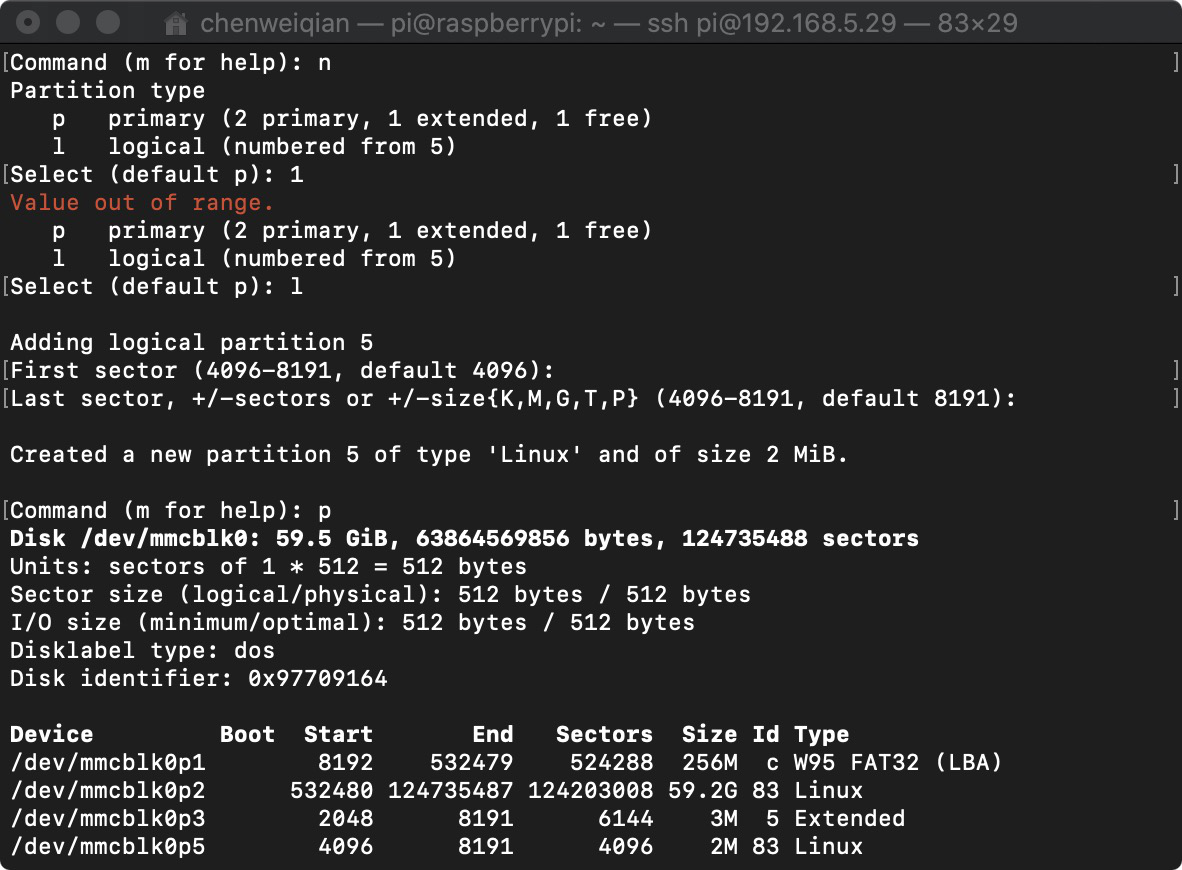 chenweiqian — pi@raspberrypi: ~ — ssh pi@192.168.5.29 — 83×29
[Command (m for help): n ]
Partition type
   p   primary (2 primary, 1 extended, 1 free)
   l   logical (numbered from 5)
[Select (default p): 1 ]
Value out of range.
   p   primary (2 primary, 1 extended, 1 free)
   l   logical (numbered from 5)
[Select (default p): l ]
Adding logical partition 5
[First sector (4096-8191, default 4096): ]
[Last sector, +/-sectors or +/-size{K,M,G,T,P} (4096-8191, default 8191): ]
Created a new partition 5 of type 'Linux' and of size 2 MiB.
[Command (m for help): p ]
Disk /dev/mmcblk0: 59.5 GiB, 63864569856 bytes, 124735488 sectors
Units: sectors of 1 * 512 = 512 bytes
Sector size (logical/physical): 512 bytes / 512 bytes
I/O size (minimum/optimal): 512 bytes / 512 bytes
Disklabel type: dos
Disk identifier: 0x97709164
Device         Boot  Start       End   Sectors  Size Id Type
/dev/mmcblk0p1        8192    532479    524288  256M  c W95 FAT32 (LBA)
/dev/mmcblk0p2      532480 124735487 124203008 59.2G 83 Linux
/dev/mmcblk0p3        2048      8191      6144    3M  5 Extended
/dev/mmcblk0p5        4096      8191      4096    2M 83 Linux